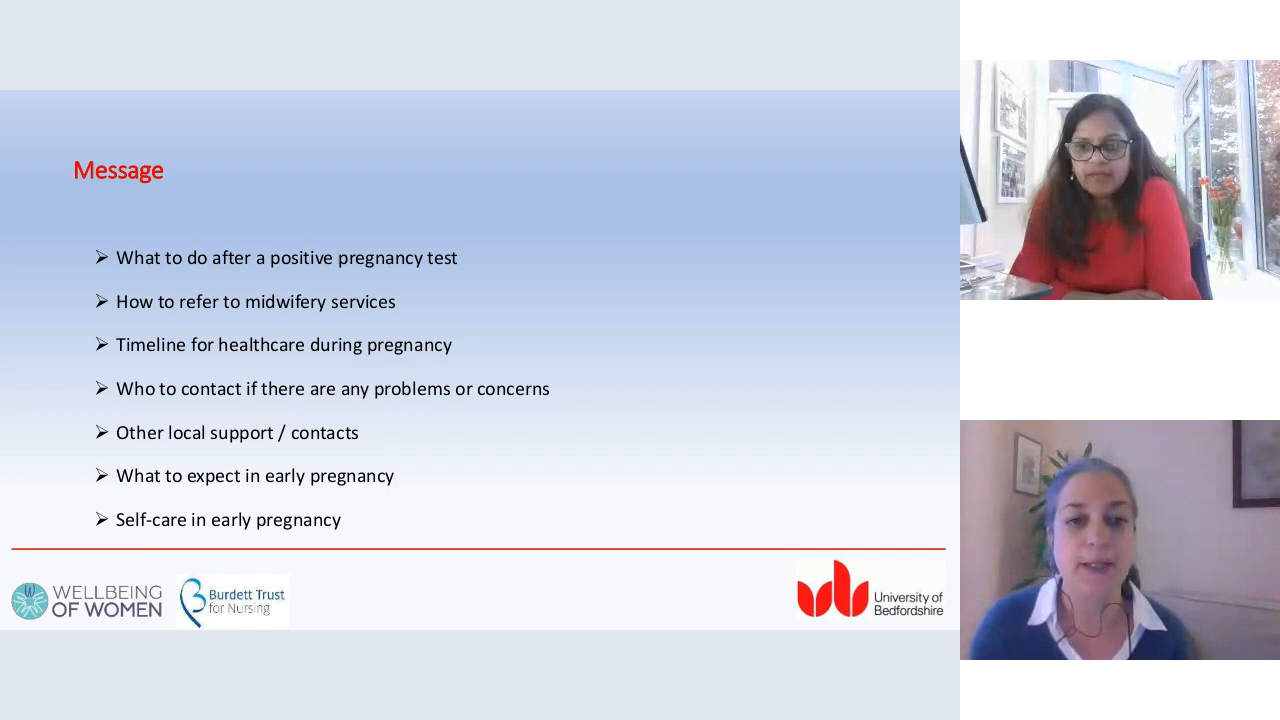 Message
What to do after a positive pregnancy test
How to refer to midwifery services
Timeline for healthcare during pregnancy
Who to contact if there are any problems or concerns
Other local support / contacts
What to expect in early pregnancy
Self-care in early pregnancy
W
WELLBEING
OF WOMEN
Burdett Trust
for Nursing
University of
Bedfordshire